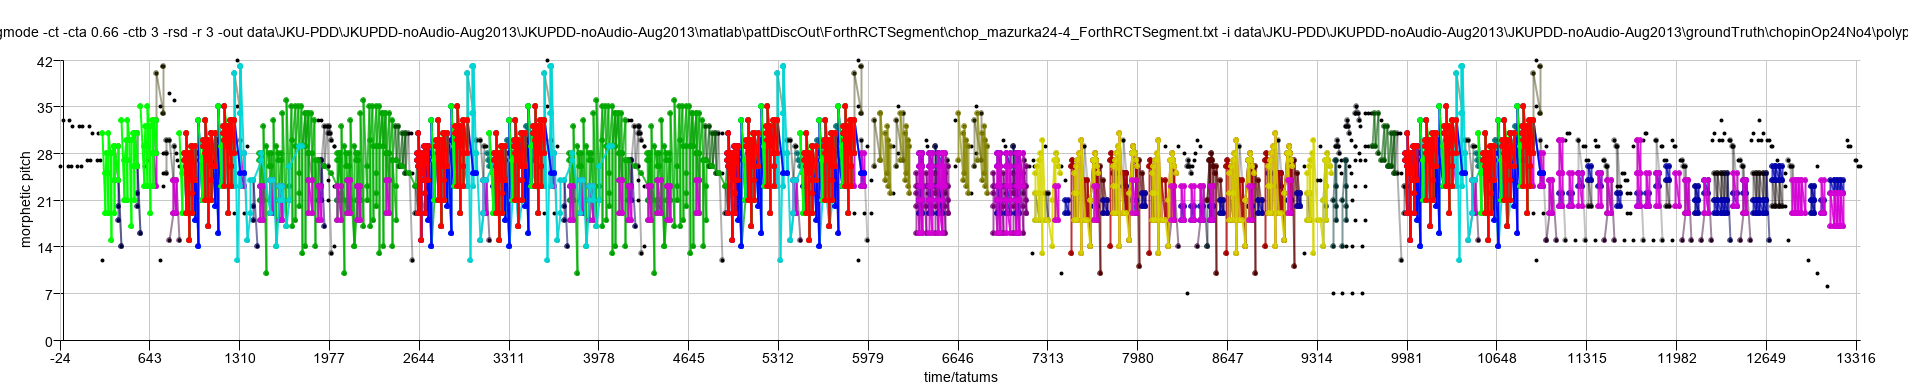 gmode -ct -cta 0.66 -ctb 3 -rsd -r 3 -out data\JKU-PDD\JKUPDD-noAudio-Aug2013\JKUPDD-noAudio-Aug2013\matlab\pattDiscOut\ForthRCTSegment\chop_mazurka24-4_ForthRCTSegment.txt -i data\JKU-PDD\JKUPDD-noAudio-Aug2013\JKUPDD-noAudio-Aug2013\groundTruth\chopinOp24No4\polyp
42
35
28
21
14
7
0
morphetic pitch
-24 643 1310 1977 2644 3311 3978 4645 5312 5979 6646 7313 7980 8647 9314 9981 10648 11315 11982 12649 13316
time/tatums